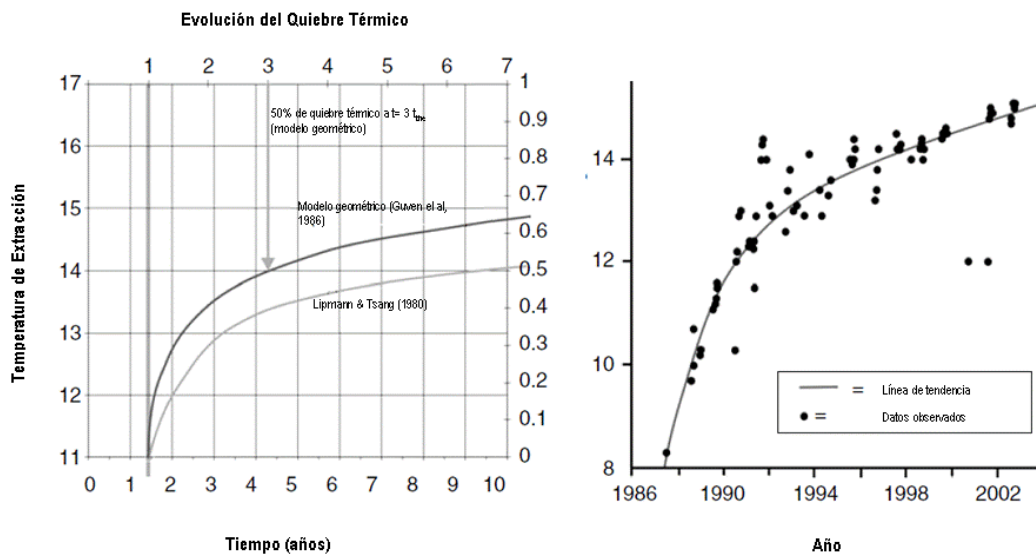 Evolución del Quiebre Térmico
1 2 3 4 5 6 7
17
16
15
14
13
12
11
Temperatura de Extracción
50% de quiebre térmico a t= 3 t
(modelo geométrico)
Modelo geométrico (Guven el al,
1986)
Lipmann & Tsang (1980)
1
0.9
0.8
0.7
0.6
0.5
0.4
0.3
0.2
0.1
0
0 1 2 3 4 5 6 7 8 9 10
Tiempo (años)
14
12
10
8
= Línea de tendencia
= Datos observados
1986 1990 1994 1998 2002
Año